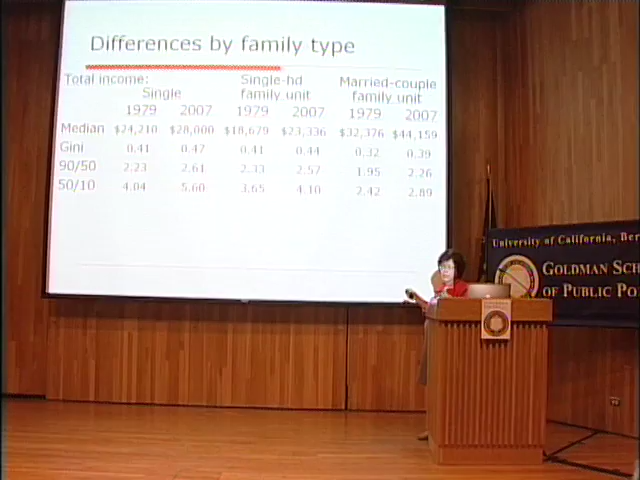 Differences by family type
Total income:
Single
Single-hd
family unit
Married-couple
family unit
1979 2007 1979 2007 1979 2007
Median $24,210 $28,000 $18,679 $23,336 $32,376 $44,159
Gini 0.41 0.47 0.41 0.44 0.32 0.39
90/50 2.23 2.61 2.33 2.57 1.95 2.26
50/10 4.04 5.60 3.65 4.10 2.42 2.89
University of California, Ber
GOLDMAN SCH
OF PUBLIC PO